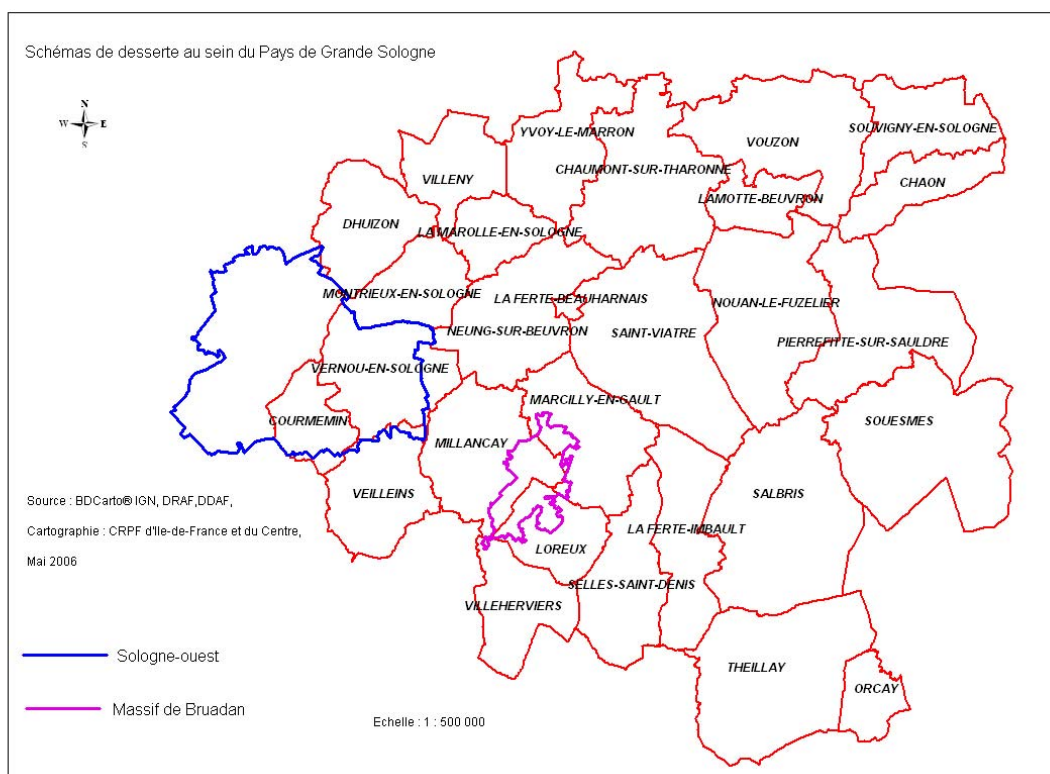 Schémas de desserte au sein du Pays de Grande Sologne
N
W E
S
YVOY-LE-MARRON
SOUVIGNY-EN-SOLOGNE
VOUZON
CHAUMONT-SUR-THARONNE
VILLENY
CHAON
LAMOTTE-BEUVRON
DHUIZON
LA MAROLLE-EN-SOLOGNE
MONTRIEUX-EN-SOLOGNE
LA FERTE-BEAUHARNAIS
NOUAN-LE-FUZELIER
NEUNG-SUR-BEUVRON
SAINT-VIATRE
PIERREFITTE-SUR-SAULDRE
VERNOU-EN-SOLOGNE
MARCILLY-EN-GAULT
COURMEMIN
SOUESMES
MILLANCAY
VEILLEINS
SALBRIS
Source : BDCarto® IGN, DRAF,DDAF,
Cartographie : CRPF d'Ile-de-France et du Centre,
Mai 2006
LA FERTE-IMBAULT
LOREUX
SELLES-SAINT-DENIS
VILLEHERVIERS
THEILLAY
ORCAY
Sologne-ouest
Massif de Bruadan
Echelle : 1 : 500 000